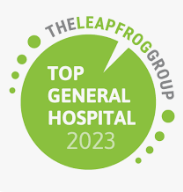 THELEAPFROGGROUP
TOP
GENERAL
HOSPITAL
2023